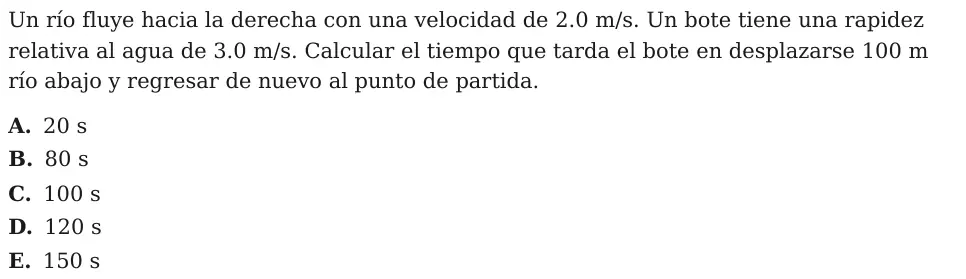 Un río fluye hacia la derecha con una velocidad de 2.0 m/s. Un bote tiene una rapidez
relativa al agua de 3.0 m/s. Calcular el tiempo que tarda el bote en desplazarse 100 m
río abajo y regresar de nuevo al punto de partida.
A. 20 s
B. 80 s
C. 100 s
D. 120 s
E. 150 s